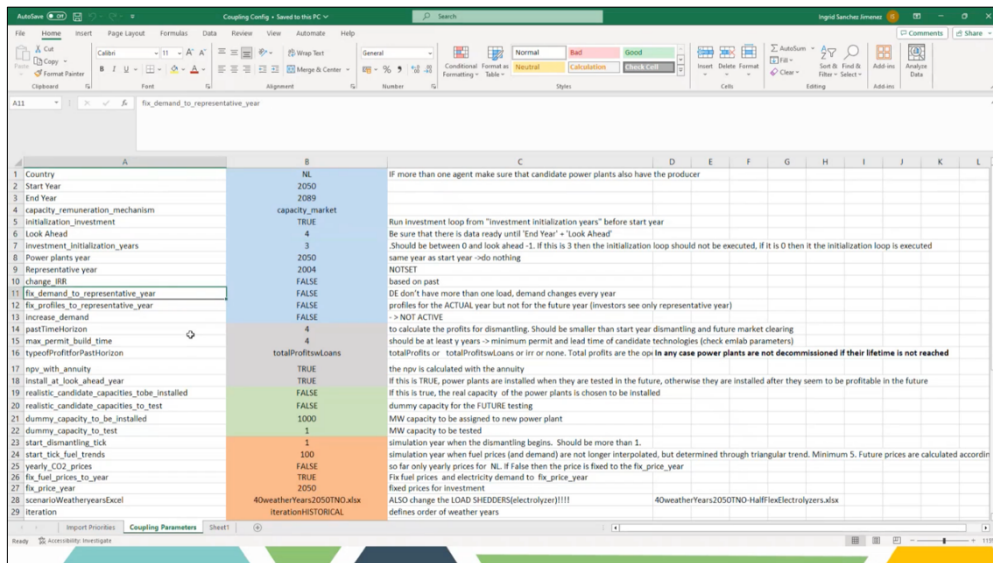 AutoSave Off Coupling Config • Saved to this PC Search Ingrid Sanchez Jimenez
File Home Insert Page Layout Formulas Data Review View Automate Help Comments Share
Cut
Copy
Format Painter
Clipboard
Calibri 11
Font
Wrap Text
Merge & Center
Alignment
General
Number
Conditional Formatting
Format as Table
Normal Bad Good
Neutral Calculation Check Cell
Styles
Insert Delete Format
Cells
AutoSum
Fill
Clear
Sort & Filter
Find & Select
Editing
Add-ins
Add-ins
Analyze Data
A11 fix_demand_to_representative_year
A B C D E F G H I J K L
1 Country NL IF more than one agent make sure that candidate power plants also have the producer
2 Start Year 2050
3 End Year 2089
4 capacity_remuneration_mechanism capacity_market
5 initialization_investment TRUE Run investment loop from "investment initialization years" before start year
6 Look Ahead 4 Be sure that there is data ready until 'End Year' + 'Look Ahead'
7 investment_initialization_years 3 .Should be between 0 and look ahead -1. If this is 3 then the initialization loop should not be executed, if it is 0 then it the initialization loop is executed
8 Power plants year 2050 same year as start year ->do nothing
9 Representative year 2004 NOTSET
10 change_IRR FALSE based on past
11 fix_demand_to_representative_year FALSE DE don't have more than one load, demand changes every year
12 fix_profiles_to_representative_year FALSE profiles for the ACTUAL year but not for the future year (investors see only representative year)
13 increase_demand FALSE -> NOT ACTIVE
14 pastTimeHorizon 4 to calculate the profits for dismantling. Should be smaller than start year dismantling and future market clearing
15 max_permit_build_time 4 should be at least y years -> minimum permit and lead time of candidate technologies (check emlab parameters)
16 typeofProfitforPastHorizon totalProfitswLoans totalProfits or totalProfitswLoans or irr or none. Total profits are the opt In any case power plants are not decommissioned if their lifetime is not reached
17 npv_with_annuity TRUE the npv is calculated with the annuity
18 install_at_look_ahead_year TRUE If this is TRUE, power plants are installed when they are tested in the future, otherwise they are installed after they seem to be profitable in the future
19 realistic_candidate_capacities_tobe_installed FALSE If this is true, the real capacity of the power plants is chosen to be installed
20 realistic_candidate_capacities_to_test FALSE dummy capacity for the FUTURE testing
21 dummy_capacity_to_be_installed 1000 MW capacity to be assigned to new power plant
22 dummy_capacity_to_test 1 MW capacity to be tested
23 start_dismantling_tick 1 simulation year when the dismantling begins. Should be more than 1.
24 start_tick_fuel_trends 100 simulation year when fuel prices (and demand) are not longer interpolated, but determined through triangular trend. Minimum 5. Future prices are calculated accordin
25 yearly_CO2_prices FALSE so far only yearly prices for NL. If False then the price is fixed to the fix_price_year
26 fix_fuel_prices_to_year TRUE Fix fuel prices and electricity demand to fix_price_year
27 fix_price_year 2050 fixed prices for investment
28 scenarioWeatheryearsExcel 40weatherYears2050TNO.xlsx ALSO change the LOAD SHEDDERS(electrolyzer)!!!! 40weatherYears2050TNO-HalfFlexElectrolyzers.xlsx
29 iteration iterationHISTORICAL defines order of weather years
Import Priorities Coupling Parameters Sheet1
Ready Accessibility: Investigate